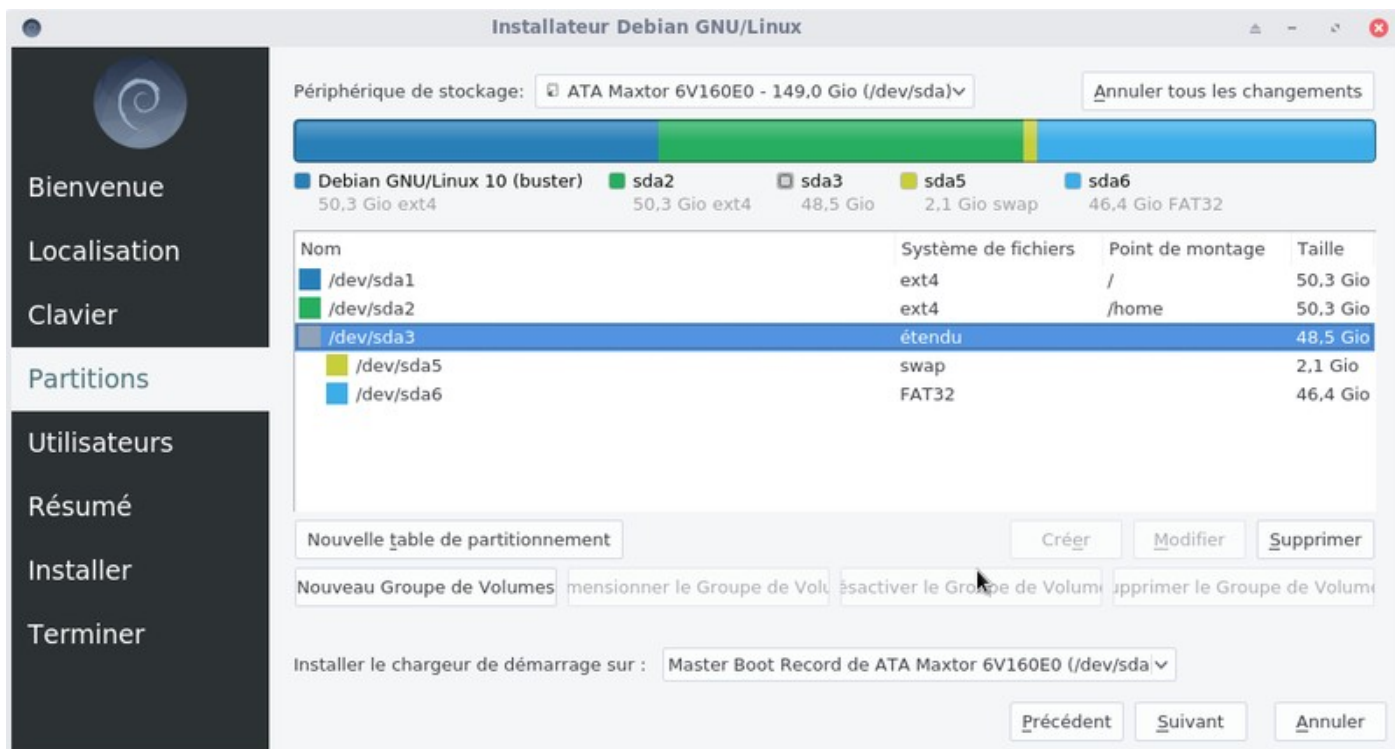 Installateur Debian GNU/Linux
Périphérique de stockage: ATA Maxtor 6V160E0 - 149,0 Gio (/dev/sda) Annuler tous les changements
Debian GNU/Linux 10 (buster) sda2 sda3 sda5 sda6
50,3 Gio ext4 50,3 Gio ext4 48,5 Gio 2,1 Gio swap 46,4 Gio FAT32
Bienvenue
Localisation
Clavier
Partitions
Utilisateurs
Résumé
Installer
Terminer
Nom Système de fichiers Point de montage Taille
/dev/sda1 ext4 / 50,3 Gio
/dev/sda2 ext4 /home 50,3 Gio
/dev/sda3 étendu 48,5 Gio
/dev/sda5 swap 2,1 Gio
/dev/sda6 FAT32 46,4 Gio
Nouvelle table de partitionnement Créer Modifier Supprimer
Nouveau Groupe de Volumes mensionner le Groupe de Volu ésactiver le Groupe de Volum upprimer le Groupe de Volume
Installer le chargeur de démarrage sur : Master Boot Record de ATA Maxtor 6V160E0 (/dev/sda
Précédent Suivant Annuler